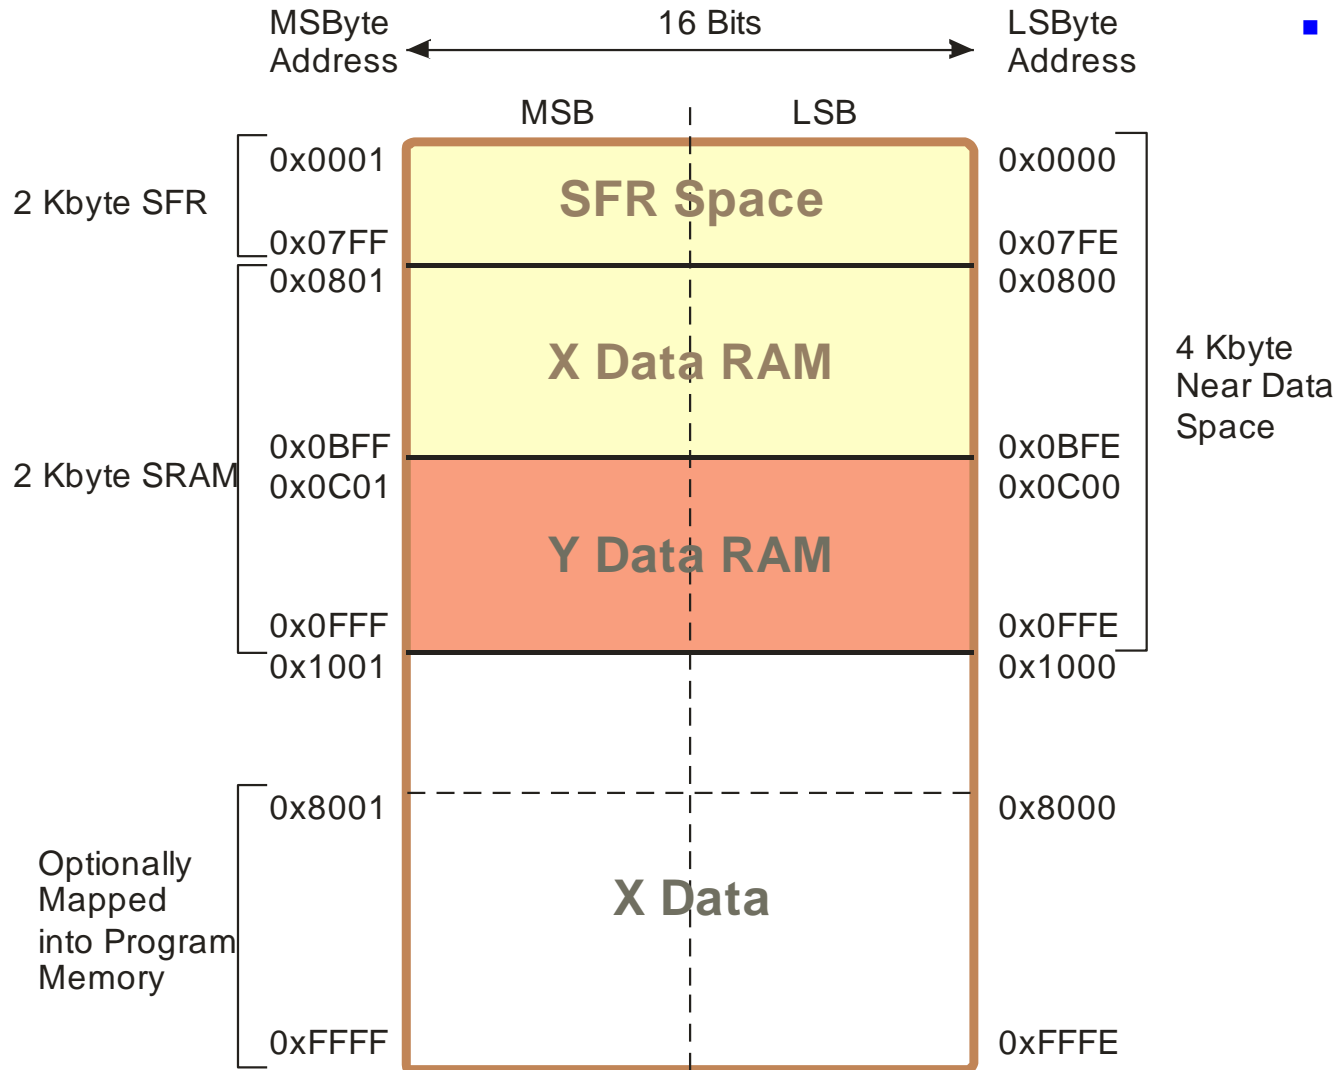 MSByte
Address
16 Bits
LSByte
Address
MSB
LSB
0x0001
0x0000
2 Kbyte SFR
SFR Space
0x07FF
0x07FE
0x0801
0x0800
X Data RAM
4 Kbyte
Near Data
Space
0x0BFF
0x0BFE
2 Kbyte SRAM
0x0C01
0x0C00
Y Data RAM
0x0FFF
0x0FFE
0x1001
0x1000
0x8001
0x8000
Optionally
Mapped
into Program
Memory
X Data
0xFFFF
0xFFFE